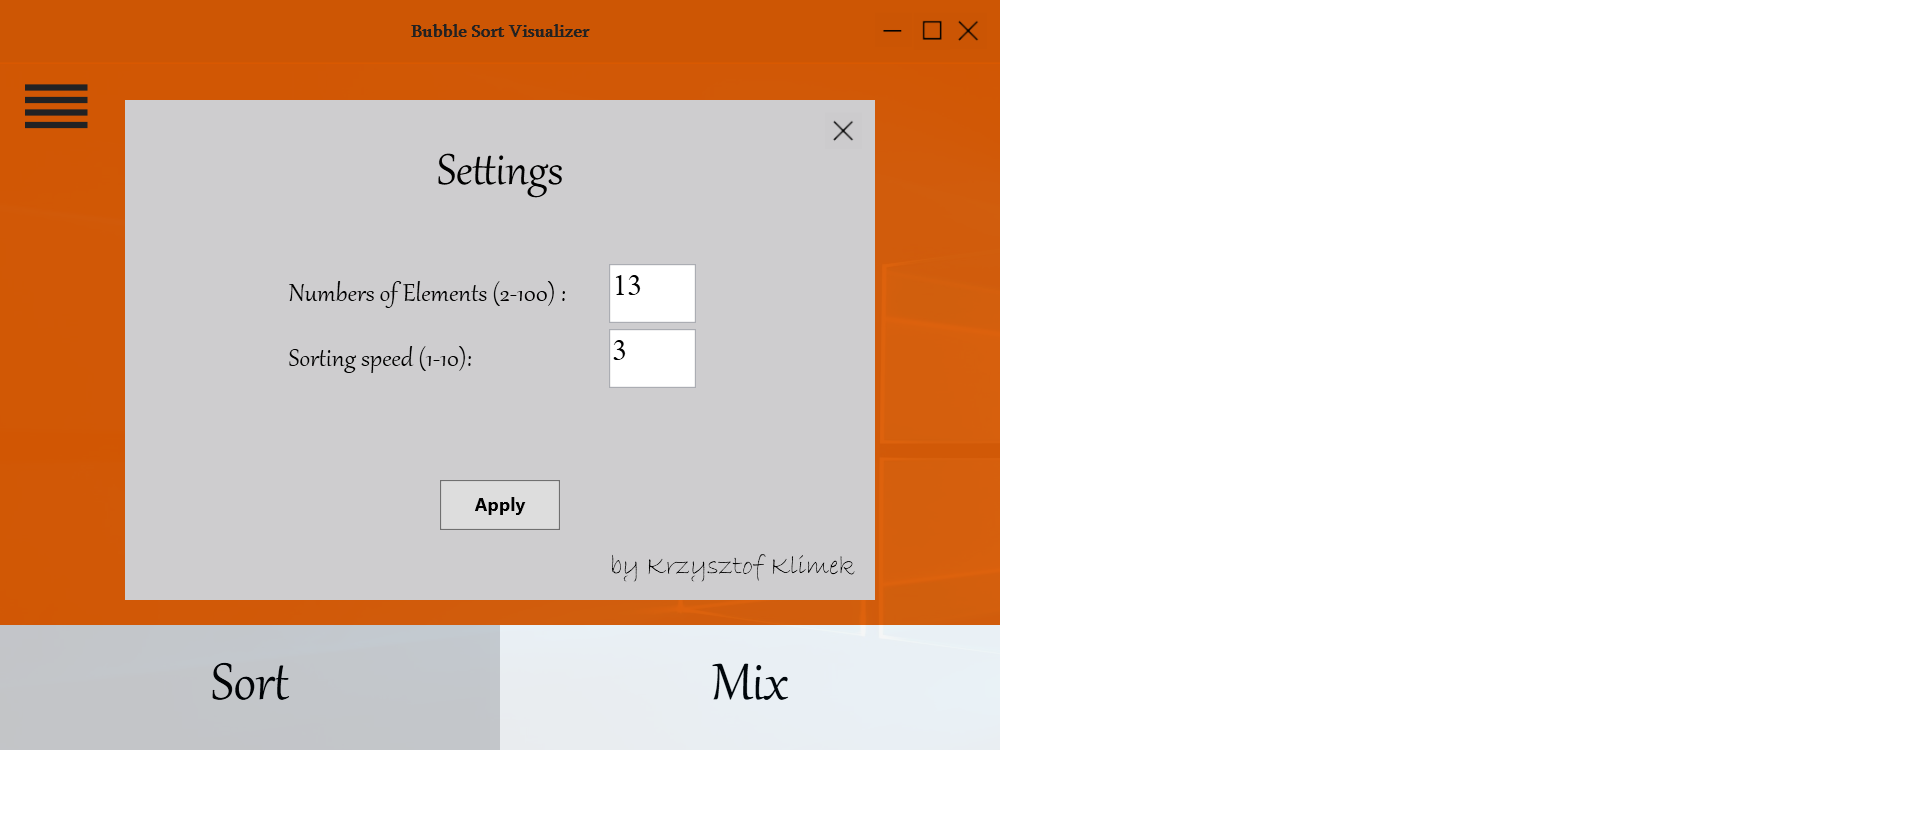 Bubble Sort Visualizer
Settings
Numbers of Elements (2-100) : 13
Sorting speed (1-10): 3
Apply
by Krzysztof Klimek
Sort Mix